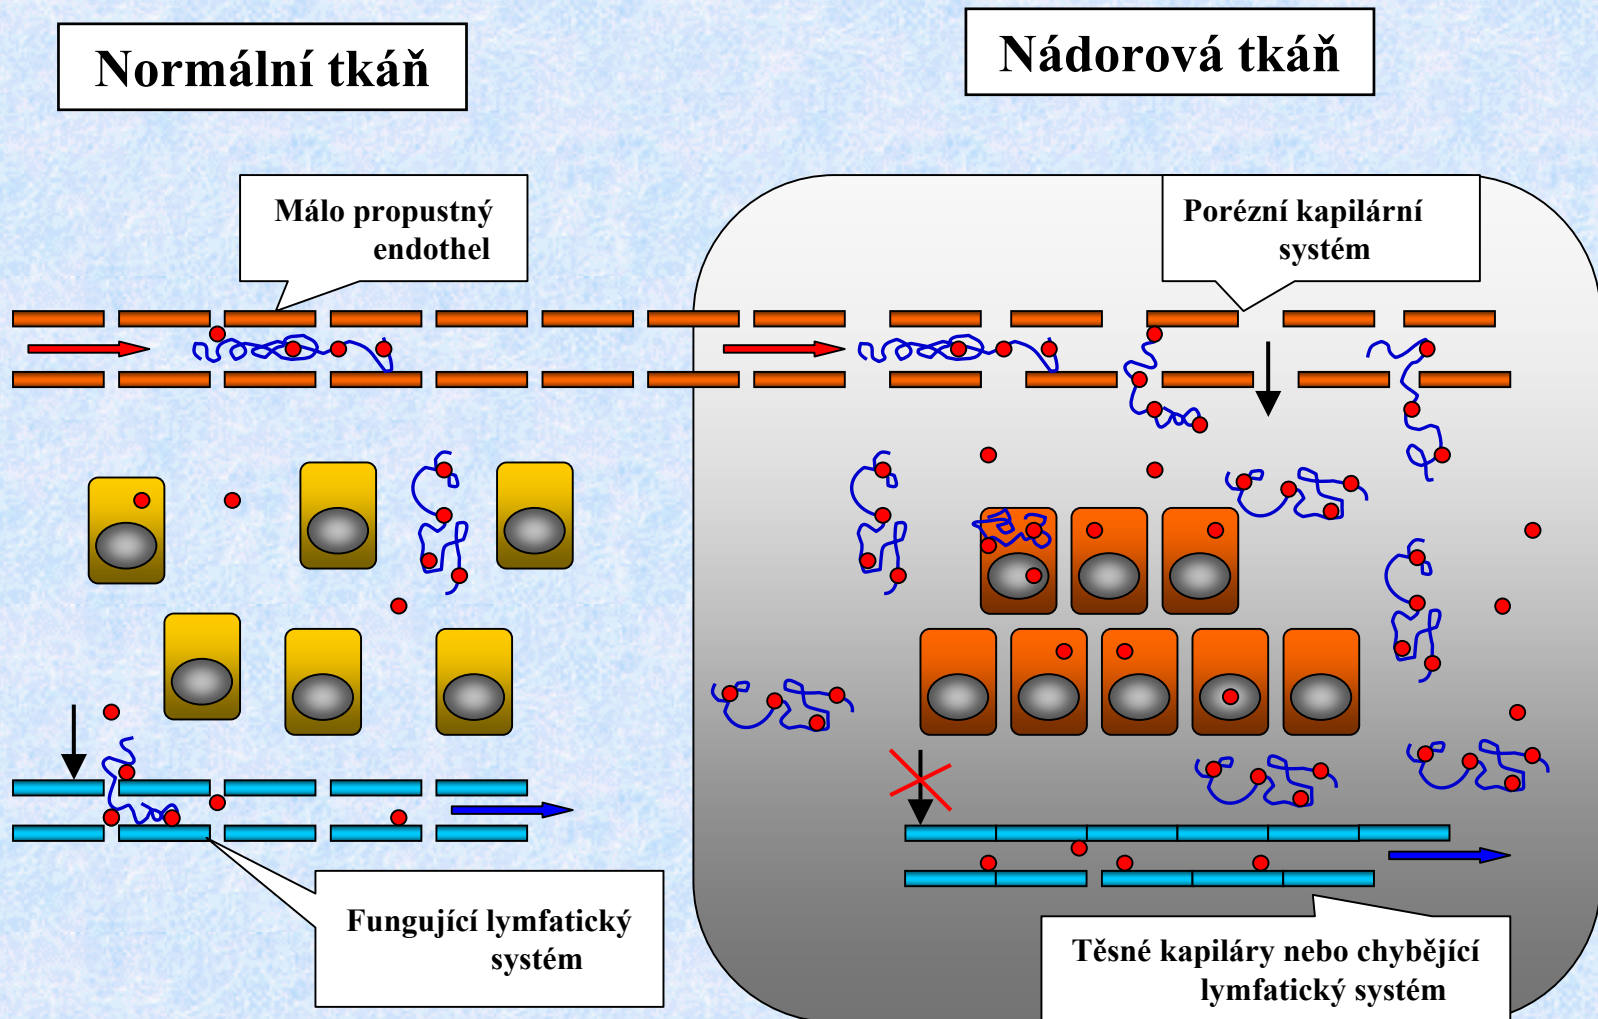 Normální tkáň
Nádorová tkáň
Málo propustný
endothel
Porézní kapilární
systém
Fungující lymfatický
systém
Těsné kapiláry nebo chybějící
lymfatický systém